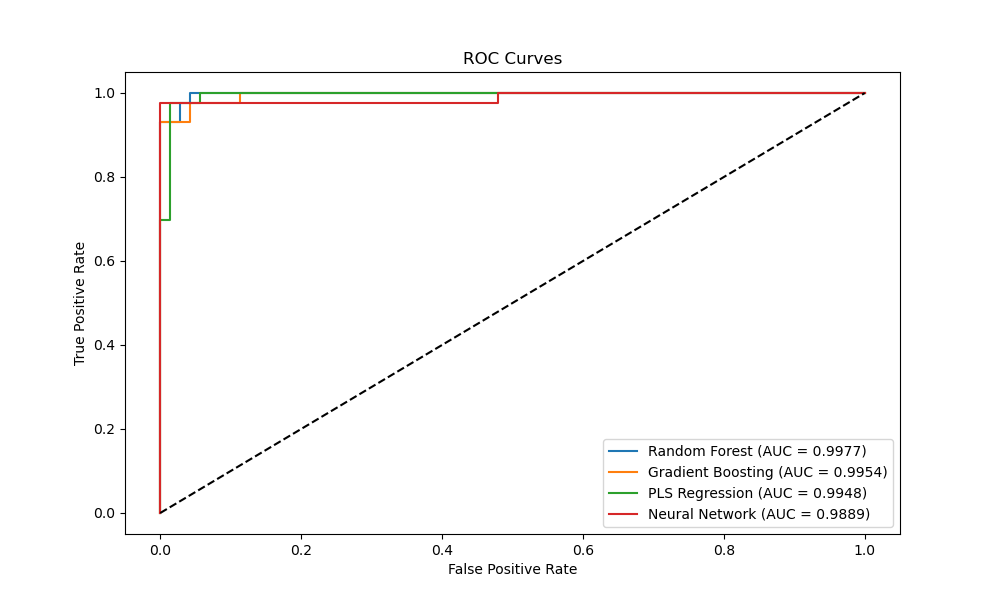 ROC Curves
True Positive Rate
1.0
0.8
0.6
0.4
0.2
0.0
0.0 0.2 0.4 0.6 0.8 1.0
False Positive Rate
Random Forest (AUC = 0.9977)
Gradient Boosting (AUC = 0.9954)
PLS Regression (AUC = 0.9948)
Neural Network (AUC = 0.9889)